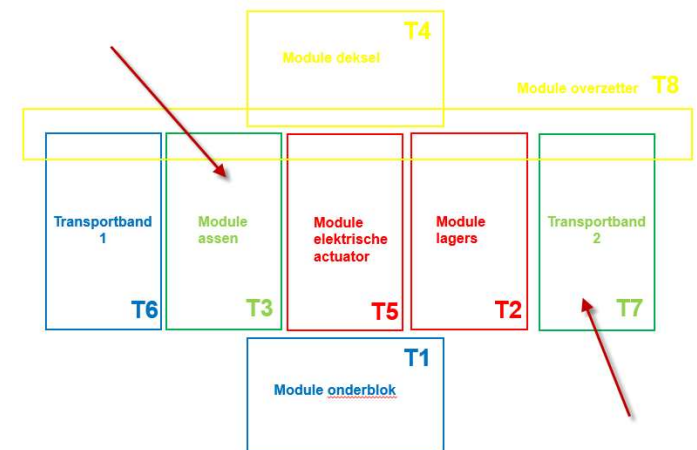 T4
Module deksel
Module overzetter T8
Transportband
1
T6
Module
assen
T3
Module
elektrische
actuator
T5
Module
lagers
T2
Transportband
2
T7
T1
Module onderblok